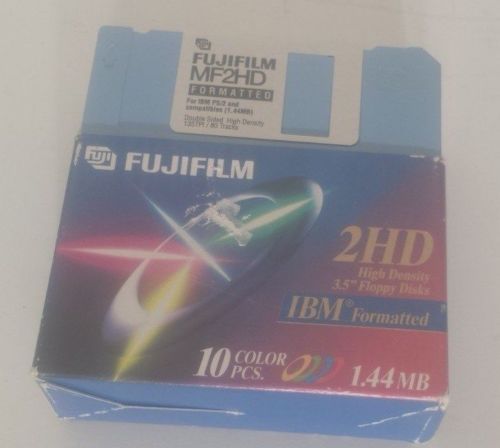 FUJIFILM
MF2HD
FORMATTED
For IBM PS/2 and
compatibles (1.44MB)
Double Sided High Density
135TPI / 80 Tracks
FUJI FUJIFILM
2HD
High Density
3.5" Floppy Disks
IBM® Formatted
10 COLOR
PCS.
1.44 MB